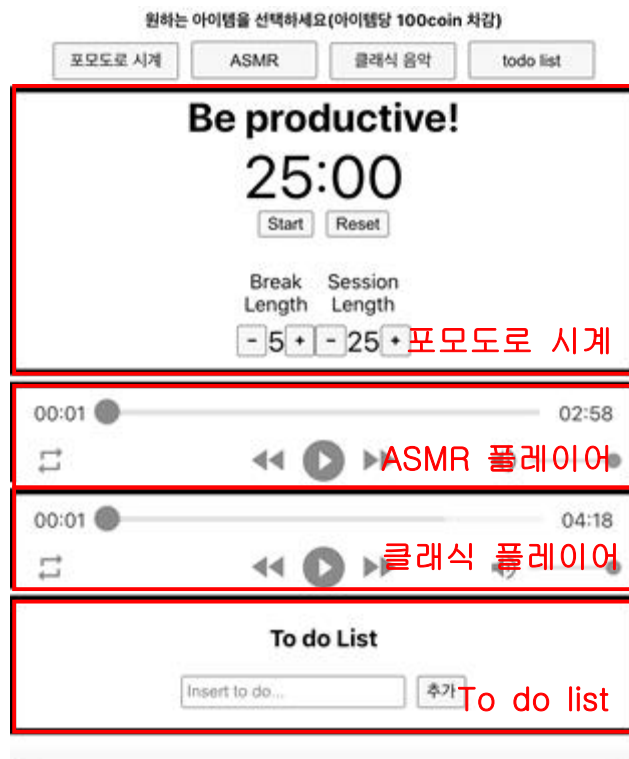 원하는 아이템을 선택하세요(아이템당 100coin 차감)
포모도로 시계 ASMR 클래식 음악 todo list
Be productive!
25:00
Start Reset
Break Session
Length Length
- 5 + - 25 + 포모도로 시계
00:01 02:58
ASMR 플레이어
00:01 04:18
클래식 플레이어
To do List
Insert to do... 추가 To do list